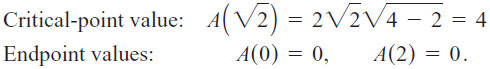 Critical-point value: A(√2) = 2√2√4 − 2 = 4
Endpoint values: A(0) = 0, A(2) = 0.